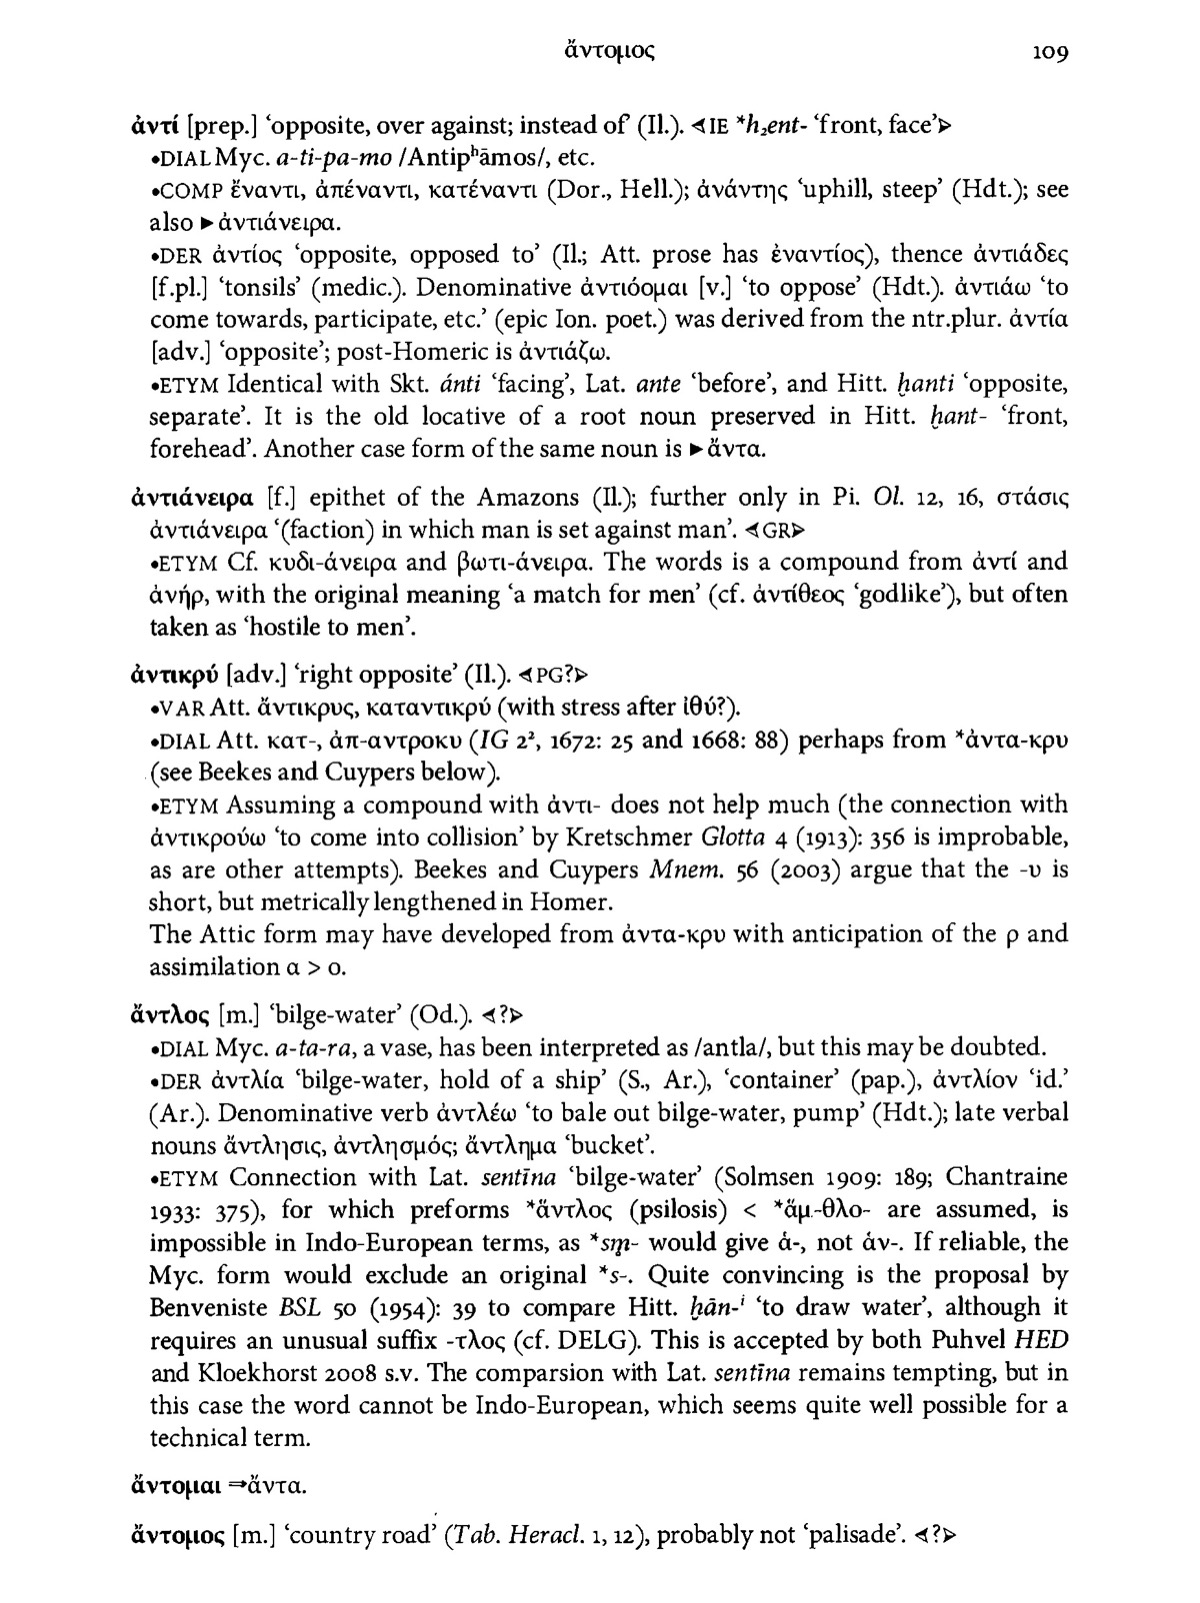 ἄντομος 109
ἀντί [prep.] ‘opposite, over against; instead of’ (Il.). ⊲IE *h₂ent- ‘front, face’⊳
•DIAL Myc. a-ti-pa-mo /Antipʰāmos/, etc.
•COMP ἔναντι, ἀπέναντι, κατέναντι (Dor., Hell.); ἀνάντης ‘uphill, steep’ (Hdt.); see
also ►ἀντιάνειρα.
•DER ἀντίος ‘opposite, opposed to’ (Il.; Att. prose has ἐναντίος), thence ἀντιάδες
[f.pl.] ‘tonsils’ (medic.). Denominative ἀντιόομαι [v.] ‘to oppose’ (Hdt.). ἀντιάω ‘to
come towards, participate, etc.’ (epic Ion. poet.) was derived from the ntr.plur. ἀντία
[adv.] ‘opposite’; post-Homeric is ἀντιάζω.
•ETYM Identical with Skt. ánti ‘facing’, Lat. ante ‘before’, and Hitt. ḫanti ‘opposite,
separate’. It is the old locative of a root noun preserved in Hitt. ḫant- ‘front,
forehead’. Another case form of the same noun is ►ἄντα.
ἀντιάνειρα [f.] epithet of the Amazons (Il.); further only in Pi. Ol. 12, 16, στάσις
ἀντιάνειρα ‘(faction) in which man is set against man’. ⊲GR⊳
•ETYM Cf. κυδι-άνειρα and βωτι-άνειρα. The words is a compound from ἀντί and
ἀνήρ, with the original meaning ‘a match for men’ (cf. ἀντίθεος ‘godlike’), but often
taken as ‘hostile to men’.
ἀντικρύ [adv.] ‘right opposite’ (Il.). ⊲PG?⊳
•VAR Att. ἄντικρυς, καταντικρύ (with stress after ἰθύ?).
•DIAL Att. κατ-, ἀπ-αντροκυ (IG 2², 1672: 25 and 1668: 88) perhaps from *ἀντα-κρυ
(see Beekes and Cuypers below).
•ETYM Assuming a compound with ἀντι- does not help much (the connection with
ἀντικρούω ‘to come into collision’ by Kretschmer Glotta 4 (1913): 356 is improbable,
as are other attempts). Beekes and Cuypers Mnem. 56 (2003) argue that the -υ is
short, but metrically lengthened in Homer.
The Attic form may have developed from ἀντα-κρυ with anticipation of the ρ and
assimilation α > ο.
ἄντλος [m.] ‘bilge-water’ (Od.). ⊲?⊳
•DIAL Myc. a-ta-ra, a vase, has been interpreted as /antla/, but this may be doubted.
•DER ἀντλία ‘bilge-water, hold of a ship’ (S., Ar.), ‘container’ (pap.), ἀντλίον ‘id.’
(Ar.). Denominative verb ἀντλέω ‘to bale out bilge-water, pump’ (Hdt.); late verbal
nouns ἄντλησις, ἀντλησμός; ἄντλημα ‘bucket’.
•ETYM Connection with Lat. sentīna ‘bilge-water’ (Solmsen 1909: 189; Chantraine
1933: 375), for which preforms *ἄντλος (psilosis) < *ἅμ-θλο- are assumed, is
impossible in Indo-European terms, as *sm̥- would give ἁ-, not ἁν-. If reliable, the
Myc. form would exclude an original *s-. Quite convincing is the proposal by
Benveniste BSL 50 (1954): 39 to compare Hitt. ḫān-ⁱ ‘to draw water’, although it
requires an unusual suffix -τλος (cf. DELG). This is accepted by both Puhvel HED
and Kloekhorst 2008 s.v. The comparsion with Lat. sentīna remains tempting, but in
this case the word cannot be Indo-European, which seems quite well possible for a
technical term.
ἄντομαι ⇒ἄντα.
ἄντομος [m.] ‘country road’ (Tab. Heracl. 1, 12), probably not ‘palisade’. ⊲?⊳